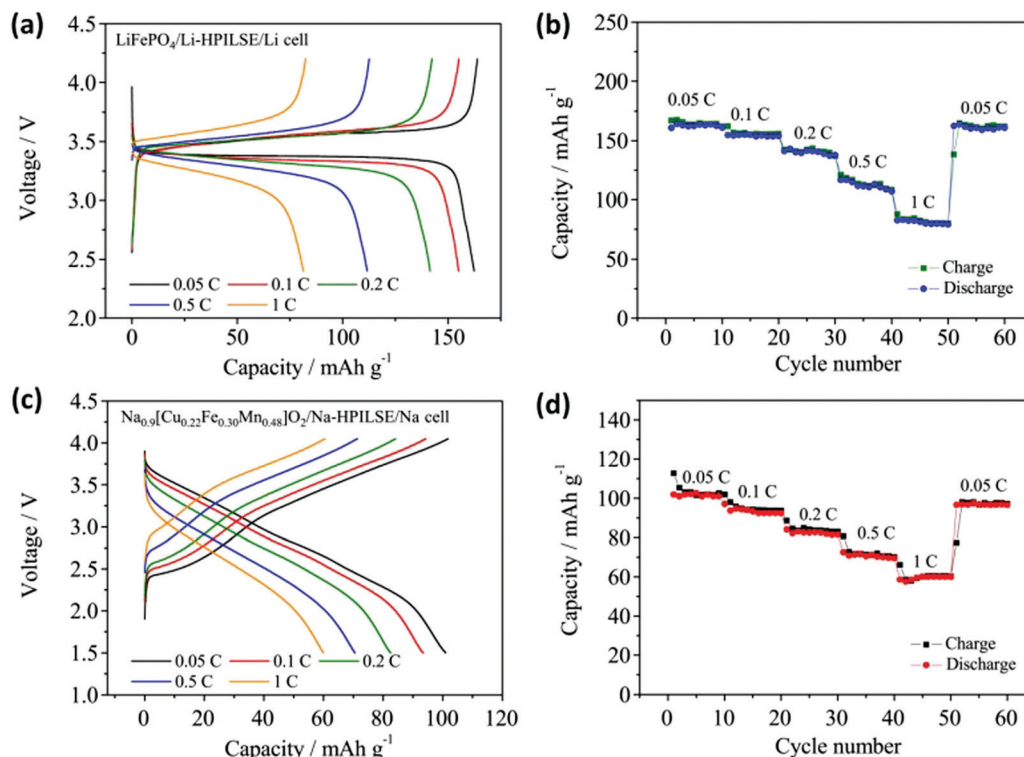 (a)
LiFePO₄/Li-HPILSE/Li cell
4.5
4.0
3.5
3.0
2.5
2.0
Voltage / V
0.05 C 0.1 C 0.2 C
0.5 C 1 C
0 50 100 150
Capacity / mAh g⁻¹
(b)
250
200
150
100
50
0
Capacity / mAh g⁻¹
0.05 C
0.1 C
0.2 C
0.5 C
1 C
0.05 C
Charge
Discharge
0 10 20 30 40 50 60
Cycle number
(c)
Na₀.₉[Cu₀.₂₂Fe₀.₃₀Mn₀.₄₈]O₂/Na-HPILSE/Na cell
4.5
4.0
3.5
3.0
2.5
2.0
1.5
1.0
Voltage / V
0.05 C 0.1 C 0.2 C
0.5 C 1 C
0 20 40 60 80 100 120
Capacity / mAh g⁻¹
(d)
140
120
100
80
60
40
20
0
Capacity / mAh g⁻¹
0.05 C
0.1 C
0.2 C
0.5 C
1 C
0.05 C
Charge
Discharge
0 10 20 30 40 50 60
Cycle number